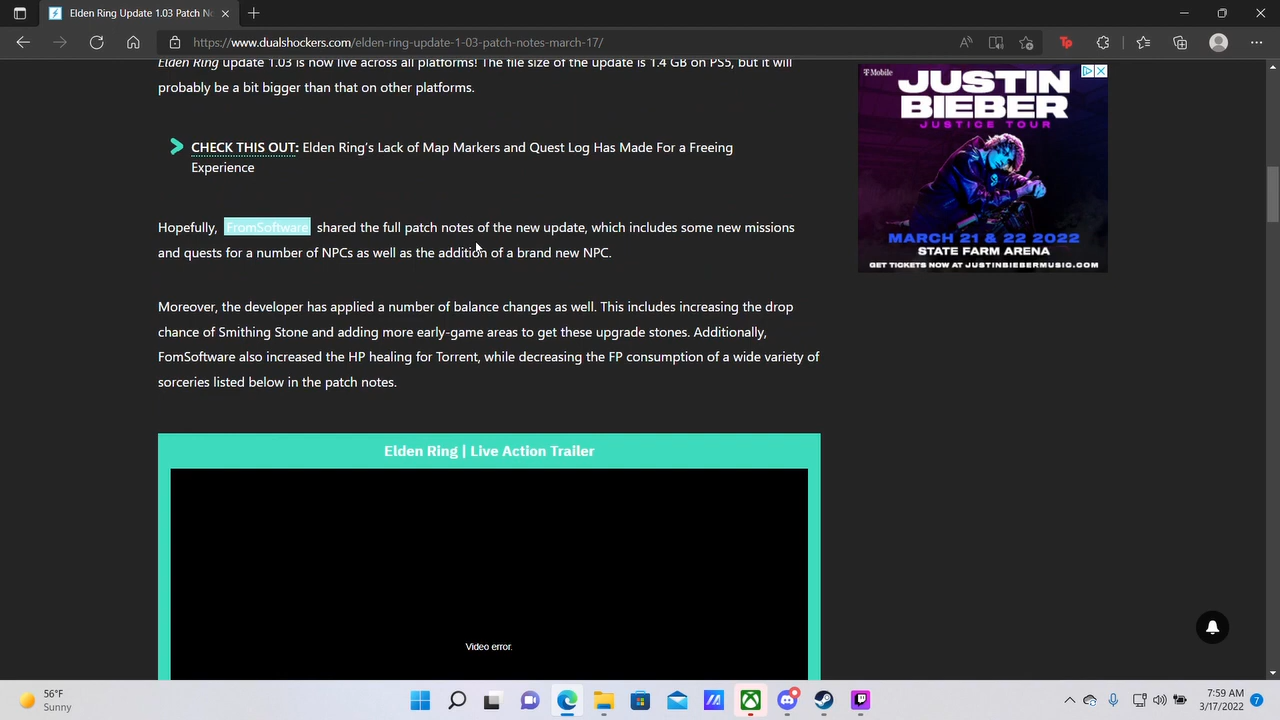 Elden Ring Update 1.03 Patch No
https://www.dualshockers.com/elden-ring-update-1-03-patch-notes-march-17/
Elden Ring update 1.03 is now live across all platforms! The file size of the update is 1.4 GB on PS5, but it will
probably be a bit bigger than that on other platforms.
CHECK THIS OUT: Elden Ring's Lack of Map Markers and Quest Log Has Made For a Freeing
Experience
Hopefully, FromSoftware shared the full patch notes of the new update, which includes some new missions
and quests for a number of NPCs as well as the addition of a brand new NPC.
Moreover, the developer has applied a number of balance changes as well. This includes increasing the drop
chance of Smithing Stone and adding more early-game areas to get these upgrade stones. Additionally,
FomSoftware also increased the HP healing for Torrent, while decreasing the FP consumption of a wide variety of
sorceries listed below in the patch notes.
Elden Ring | Live Action Trailer
Video error.
T Mobile
JUSTIN
BIEBER
JUSTICE TOUR
MARCH 21 & 22 2022
STATE FARM ARENA
GET TICKETS NOW AT JUSTINBIEBERMUSIC.COM
56°F
Sunny
7:59 AM
3/17/2022
7